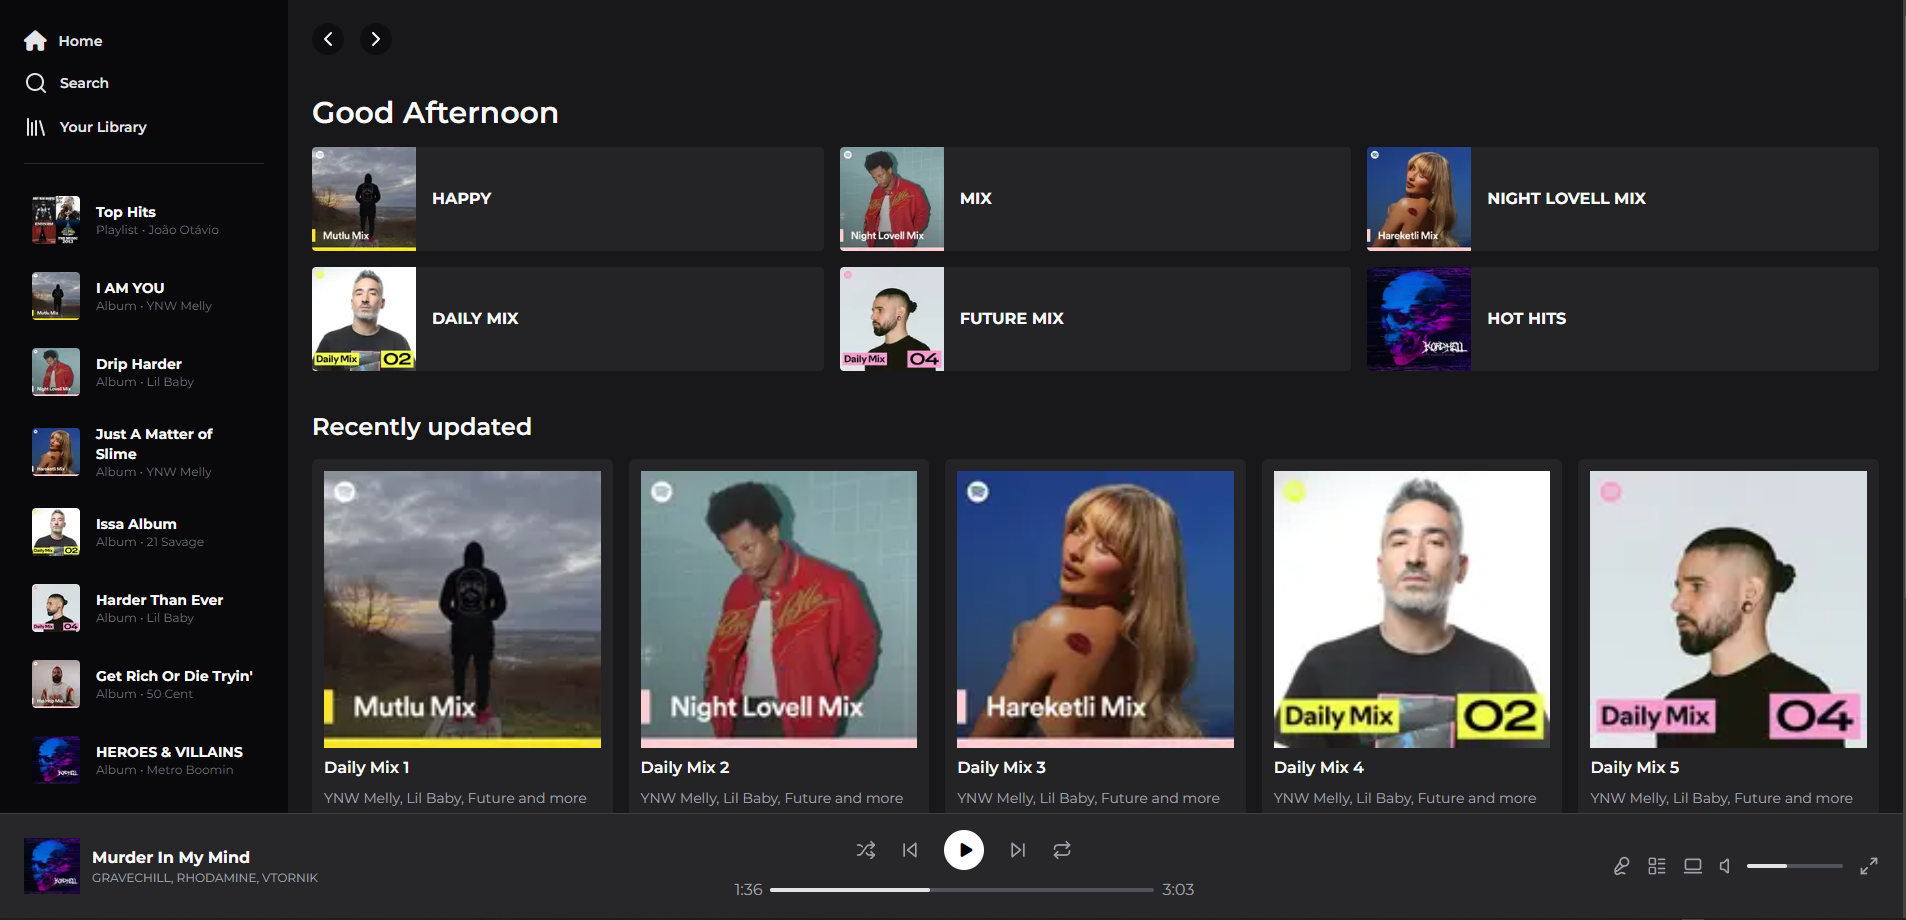 Home
Search
Your Library
Top Hits
Playlist • João Otávio
I AM YOU
Album • YNW Melly
Drip Harder
Album • Lil Baby
Just A Matter of
Slime
Album • YNW Melly
Issa Album
Album • 21 Savage
Harder Than Ever
Album • Lil Baby
Get Rich Or Die Tryin'
Album • 50 Cent
HEROES & VILLAINS
Album • Metro Boomin
Good Afternoon
Mutlu Mix
HAPPY
Night Lovell Mix
MIX
Hareketli Mix
NIGHT LOVELL MIX
Daily Mix 02
DAILY MIX
Daily Mix 04
FUTURE MIX
KORDHELL
HOT HITS
Recently updated
Mutlu Mix
Daily Mix 1
YNW Melly, Lil Baby, Future and more
Night Lovell Mix
Daily Mix 2
YNW Melly, Lil Baby, Future and more
Hareketli Mix
Daily Mix 3
YNW Melly, Lil Baby, Future and more
Daily Mix 02
Daily Mix 4
YNW Melly, Lil Baby, Future and more
Daily Mix 04
Daily Mix 5
YNW Melly, Lil Baby, Future and more
Murder In My Mind
GRAVECHILL, RHODAMINE, VTORNIK
1:36
3:03